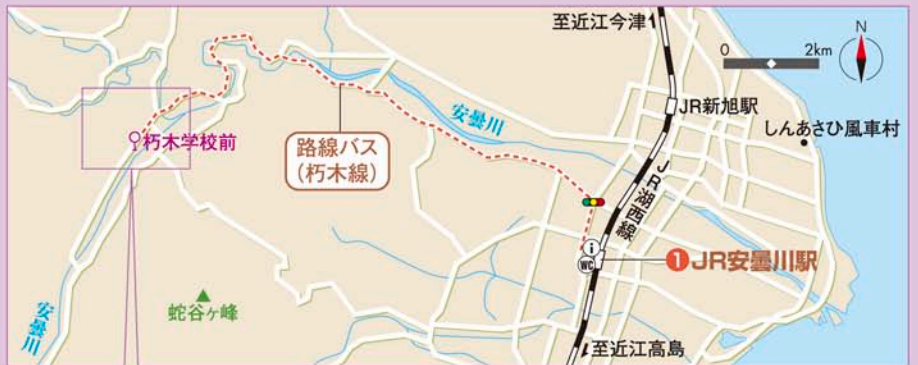 至近江今津
N
0 2km
JR新旭駅
しんあさひ風車村
安曇川
朽木学校前
路線バス
(朽木線)
JR湖西線
i
WC
1 JR安曇川駅
蛇谷ヶ峰
安曇川
至近江高島